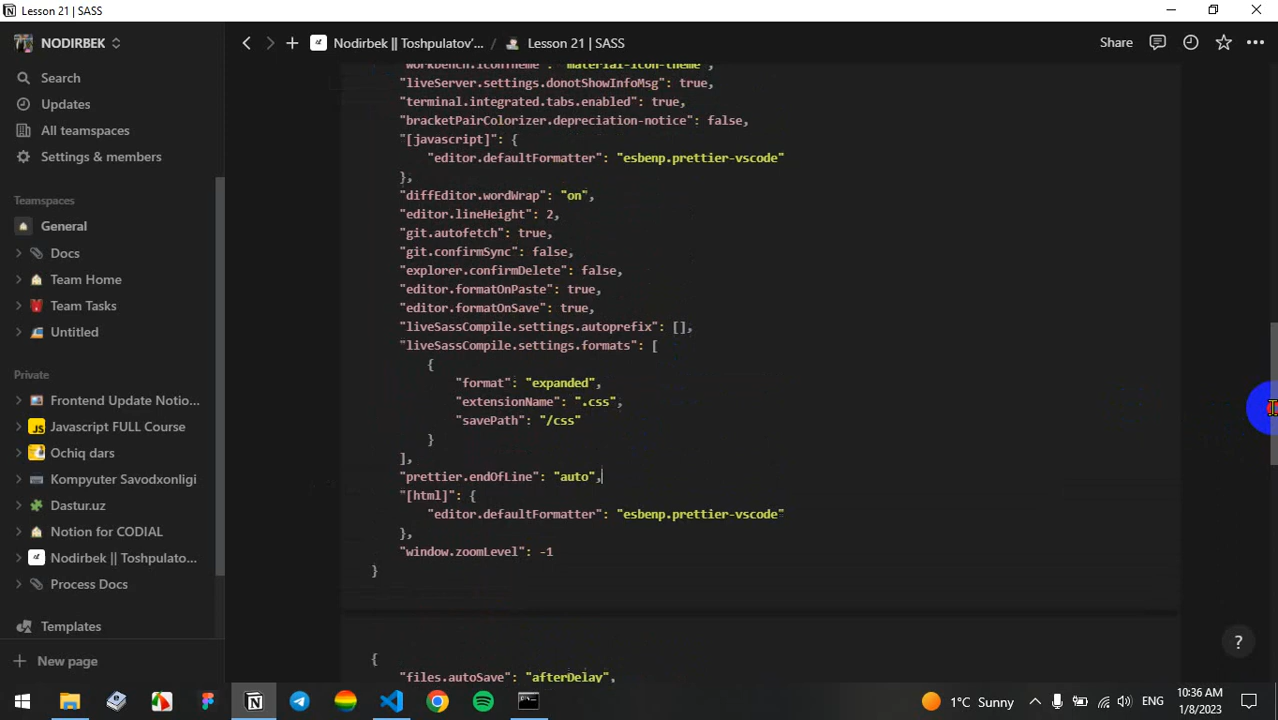 Lesson 21 | SASS
NODIRBEK
Nodirbek || Toshpulatov'... / Lesson 21 | SASS
Share
Search
Updates
All teamspaces
Settings & members
Teamspaces
General
Docs
Team Home
Team Tasks
Untitled
Private
Frontend Update Notio...
Javascript FULL Course
Ochiq dars
Kompyuter Savodxonligi
Dastur.uz
Notion for CODIAL
Nodirbek || Toshpulato...
Process Docs
Templates
New page
"workbench.iconTheme": "material-icon-theme",
"liveServer.settings.donotShowInfoMsg": true,
"terminal.integrated.tabs.enabled": true,
"bracketPairColorizer.depreciation-notice": false,
"[javascript]": {
"editor.defaultFormatter": "esbenp.prettier-vscode"
},
"diffEditor.wordWrap": "on",
"editor.lineHeight": 2,
"git.autofetch": true,
"git.confirmSync": false,
"explorer.confirmDelete": false,
"editor.formatOnPaste": true,
"editor.formatOnSave": true,
"liveSassCompile.settings.autoprefix": [],
"liveSassCompile.settings.formats": [
{
"format": "expanded",
"extensionName": ".css",
"savePath": "/css"
}
],
"prettier.endOfLine": "auto",
"[html]": {
"editor.defaultFormatter": "esbenp.prettier-vscode"
},
"window.zoomLevel": -1
}
{
"files.autoSave": "afterDelay",
?
1°C Sunny
ENG
10:36 AM
1/8/2023